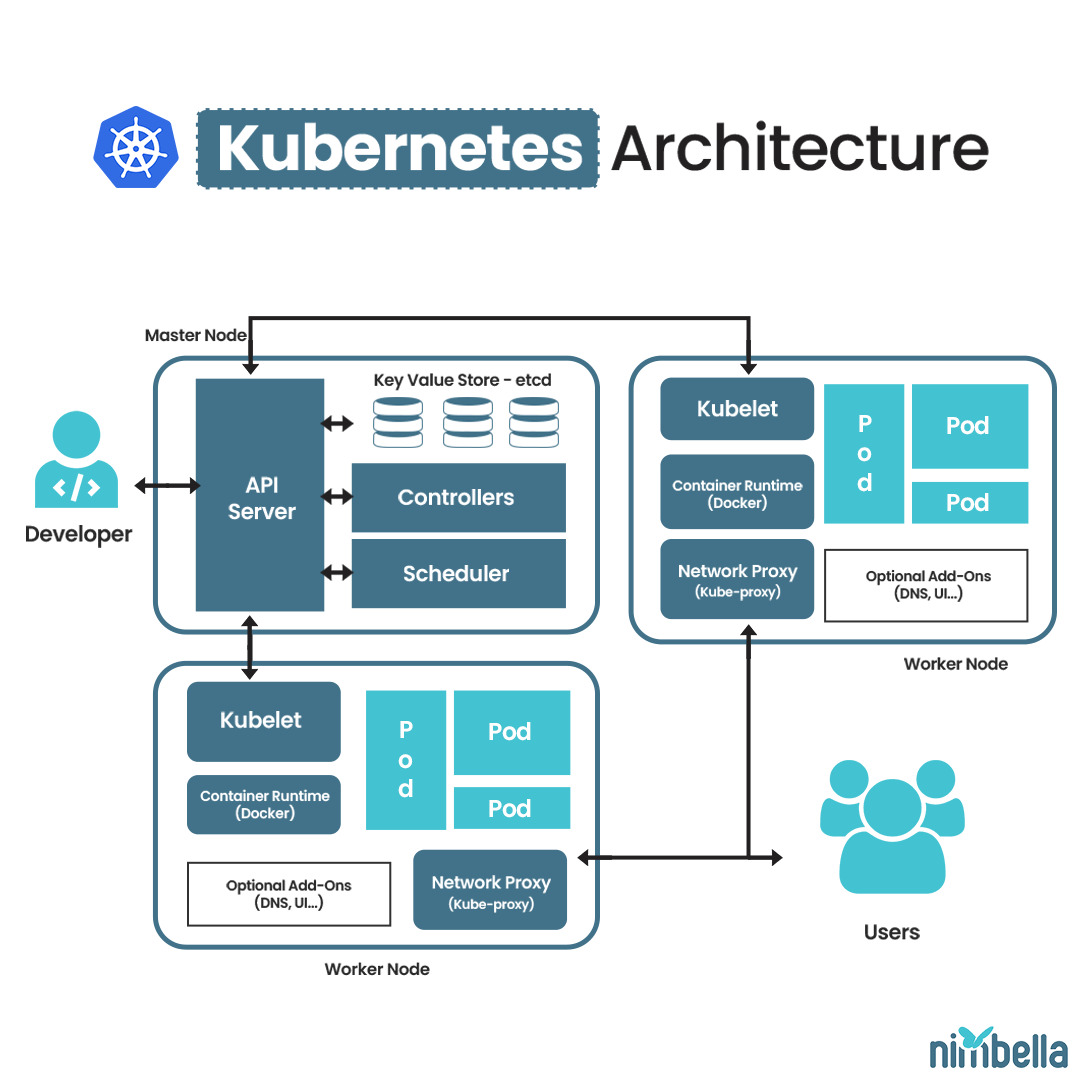 Kubernetes Architecture
Master Node
Key Value Store - etcd
API
Server
Controllers
Scheduler
</>
Developer
Kubelet
Container Runtime
(Docker)
Network Proxy
(Kube-proxy)
Pod
Pod
Pod
Optional Add-Ons
(DNS, UI...)
Worker Node
Kubelet
Container Runtime
(Docker)
Pod
Pod
Pod
Optional Add-Ons
(DNS, UI...)
Network Proxy
(Kube-proxy)
Worker Node
Users
nimbella